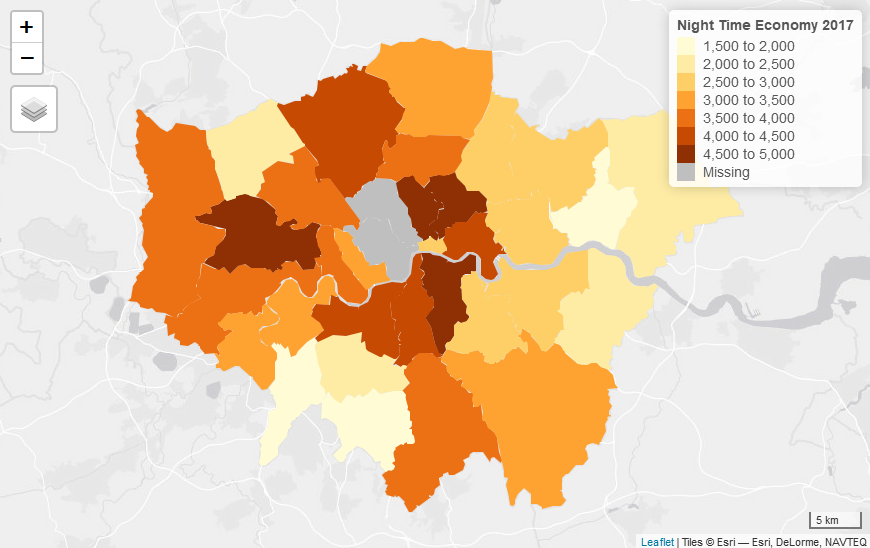 +
−
Night Time Economy 2017
1,500 to 2,000
2,000 to 2,500
2,500 to 3,000
3,000 to 3,500
3,500 to 4,000
4,000 to 4,500
4,500 to 5,000
Missing
5 km
Leaflet | Tiles © Esri — Esri, DeLorme, NAVTEQ